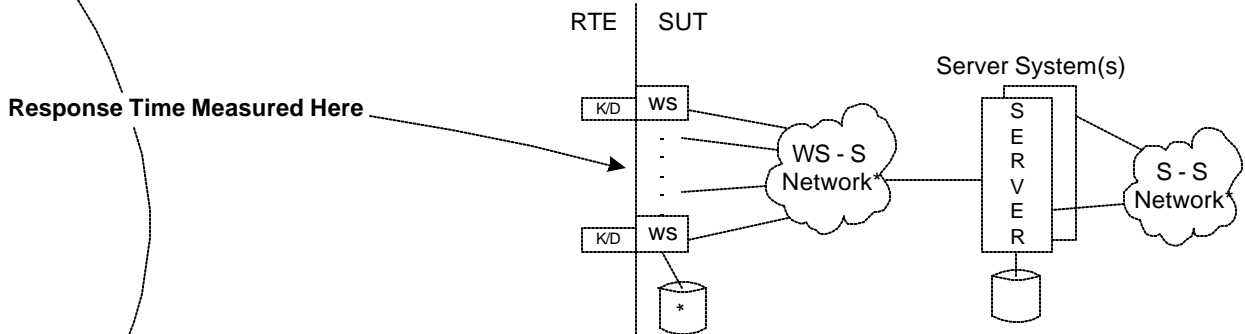 RTE SUT
Server System(s)
Response Time Measured Here
K/D WS
WS - S
Network*
S
E
R
V
E
R
S - S
Network*
K/D WS
*